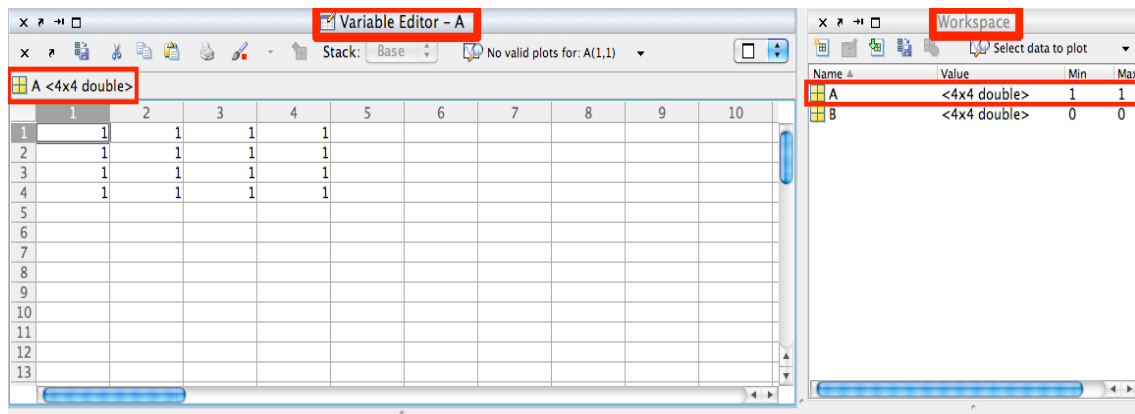 Variable Editor – A
Stack: Base No valid plots for: A(1,1)
A <4x4 double>
1 2 3 4 5 6 7 8 9 10
1 1 1 1 1
2 1 1 1 1
3 1 1 1 1
4 1 1 1 1
5
6
7
8
9
10
11
12
13
Workspace
Select data to plot
Name Value Min Max
A <4x4 double> 1 1
B <4x4 double> 0 0